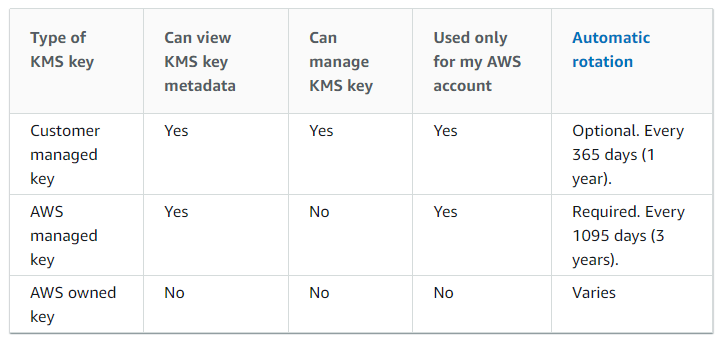 Type of KMS key
Can view KMS key metadata
Can manage KMS key
Used only for my AWS account
Automatic rotation
Customer managed key
Yes
Yes
Yes
Optional. Every 365 days (1 year).
AWS managed key
Yes
No
Yes
Required. Every 1095 days (3 years).
AWS owned key
No
No
No
Varies